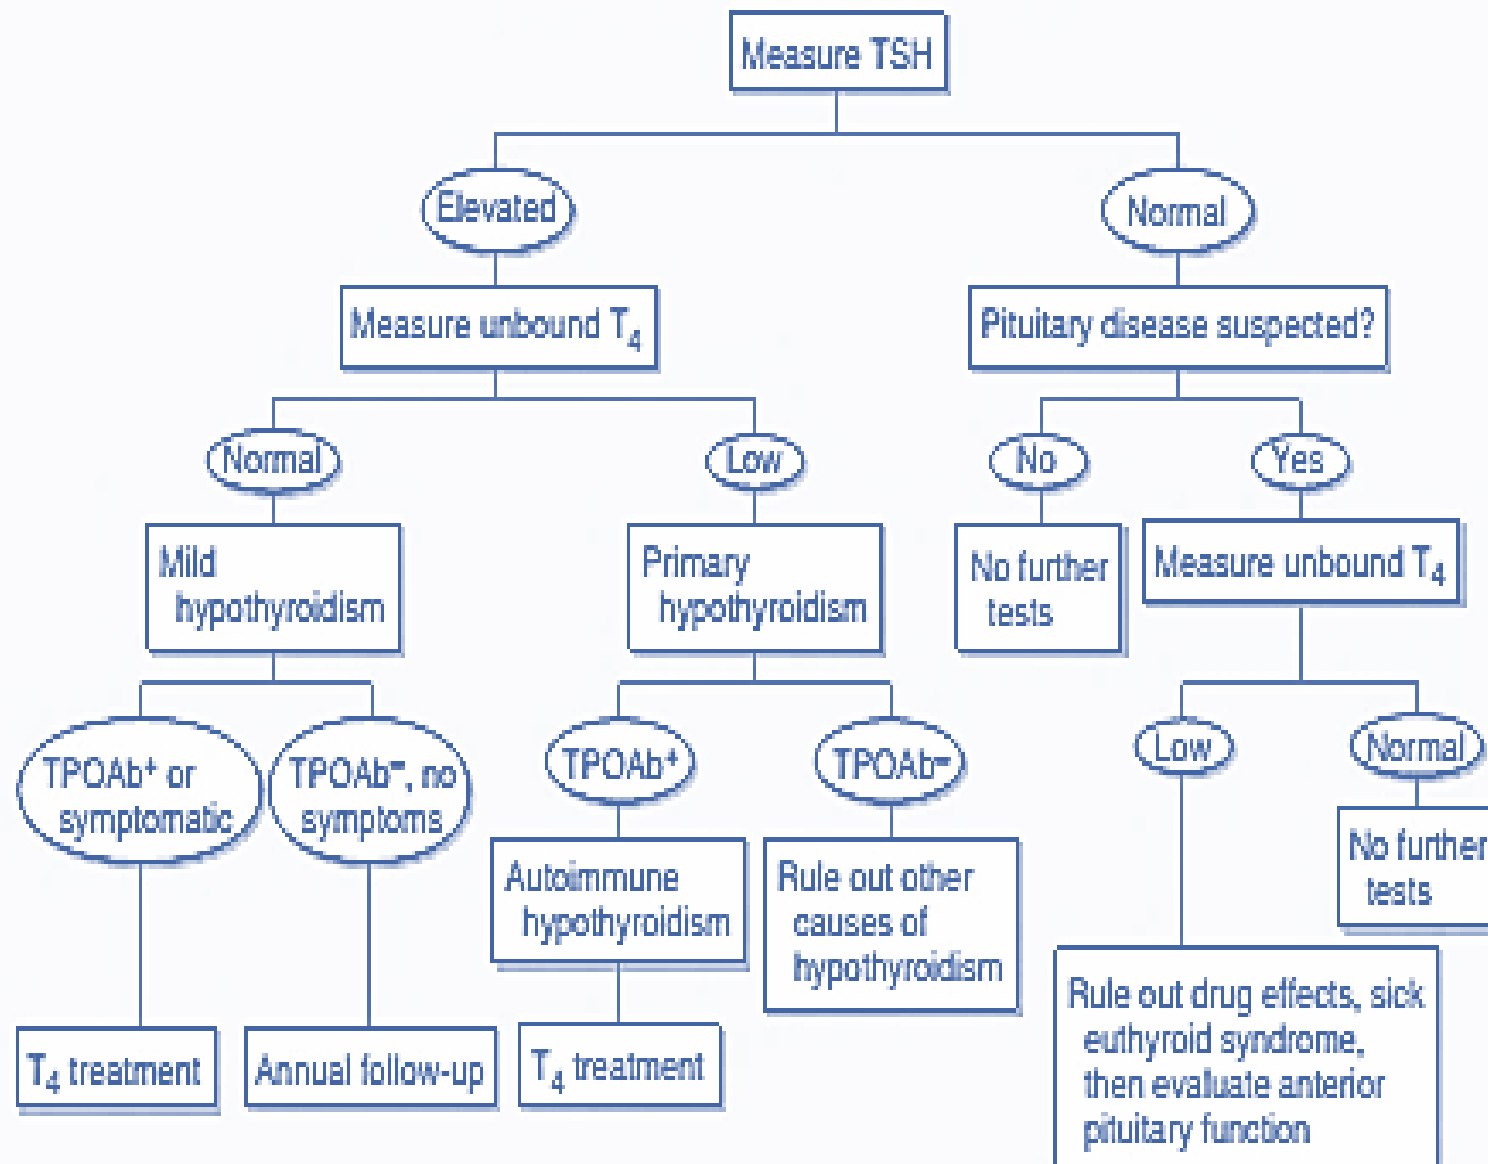 Measure TSH
Elevated
Normal
Measure unbound T4
Pituitary disease suspected?
Normal
Low
No
Yes
Mild
hypothyroidism
Primary
hypothyroidism
No further
tests
Measure unbound T4
TPOAb+ or
symptomatic
TPOAb–, no
symptoms
TPOAb+
TPOAb–
Low
Normal
Autoimmune
hypothyroidism
Rule out other
causes of
hypothyroidism
No further
tests
T4 treatment
Annual follow-up
T4 treatment
Rule out drug effects, sick
euthyroid syndrome,
then evaluate anterior
pituitary function